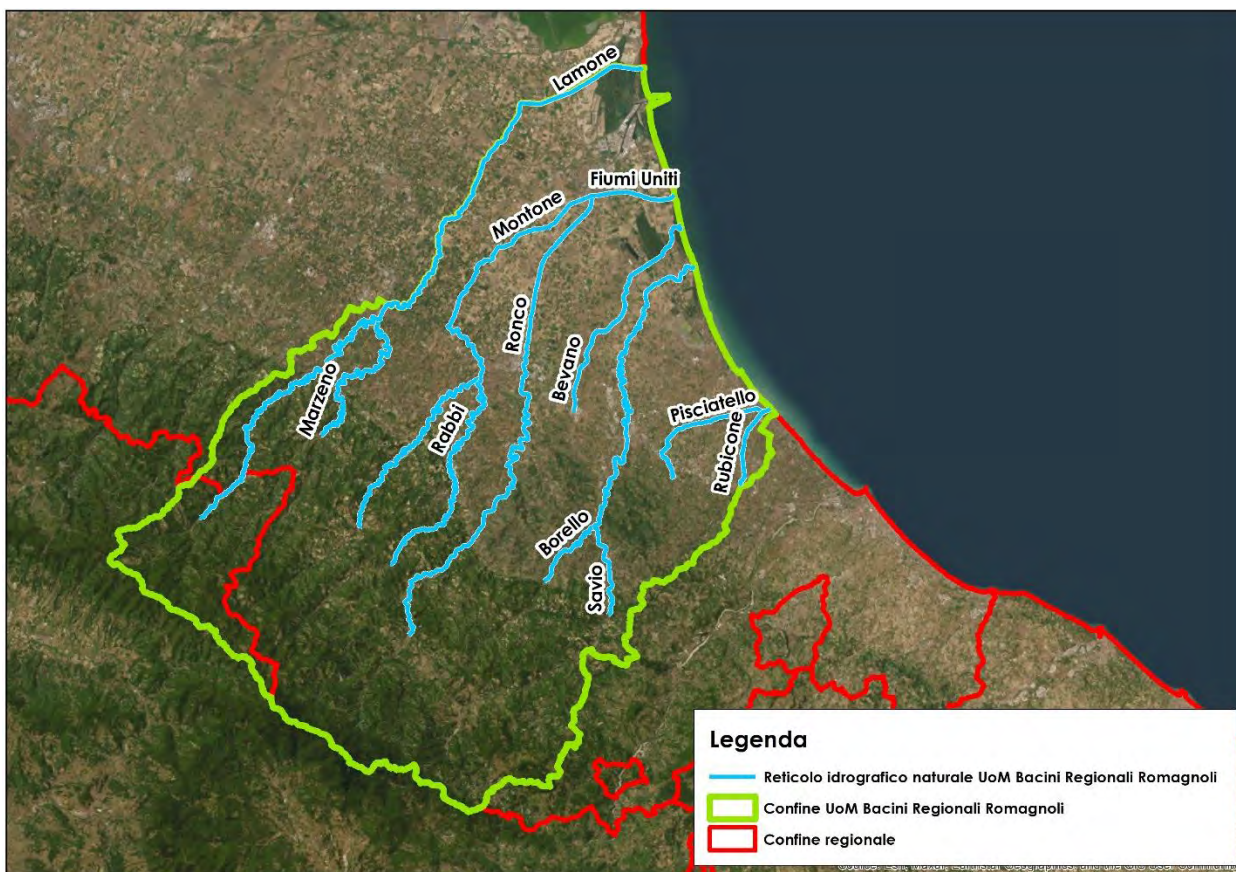 Lamone
Fiumi Uniti
Montone
Ronco
Bevano
Marzeno
Rabbi
Pisciatello
Rubicone
Borello
Savio
Legenda
Reticolo idrografico naturale UoM Bacini Regionali Romagnoli
Confine UoM Bacini Regionali Romagnoli
Confine regionale